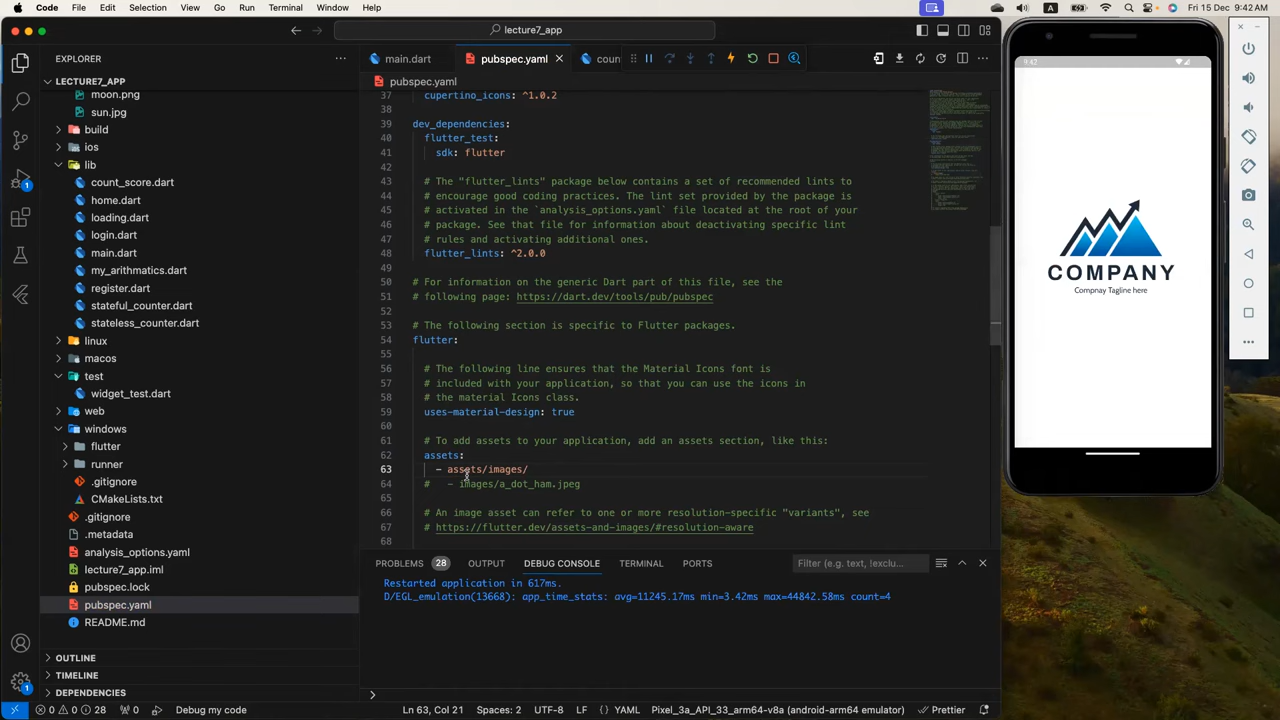 Code File Edit Selection View Go Run Terminal Window Help
A
Fri 15 Dec 9:42 AM
lecture7_app
EXPLORER
main.dart
pubspec.yaml
coun
LECTURE7_APP
pubspec.yaml
moon.png
sun.jpg
build
ios
lib
count_score.dart
home.dart
loading.dart
login.dart
main.dart
my_arithmatics.dart
register.dart
stateful_counter.dart
stateless_counter.dart
linux
macos
test
widget_test.dart
web
windows
flutter
runner
.gitignore
CMakeLists.txt
.gitignore
.metadata
analysis_options.yaml
lecture7_app.iml
pubspec.lock
pubspec.yaml
README.md
OUTLINE
TIMELINE
DEPENDENCIES
37 cupertino_icons: ^1.0.2
38
39 dev_dependencies:
40 flutter_test:
41 sdk: flutter
42
43 # The "flutter_lints" package below contains a set of recommended lints to
44 # encourage good coding practices. The lint set provided by the package is
45 # activated in the `analysis_options.yaml` file located at the root of your
46 # package. See that file for information about deactivating specific lint
47 # rules and activating additional ones.
48 flutter_lints: ^2.0.0
49
50 # For information on the generic Dart part of this file, see the
51 # following page: https://dart.dev/tools/pub/pubspec
52
53 # The following section is specific to Flutter packages.
54 flutter:
55
56 # The following line ensures that the Material Icons font is
57 # included with your application, so that you can use the icons in
58 # the material Icons class.
59 uses-material-design: true
60
61 # To add assets to your application, add an assets section, like this:
62 assets:
63 - assets/images/
64 # - images/a_dot_ham.jpeg
65
66 # An image asset can refer to one or more resolution-specific "variants", see
67 # https://flutter.dev/assets-and-images/#resolution-aware
68
PROBLEMS 28 OUTPUT DEBUG CONSOLE TERMINAL PORTS
Filter (e.g. text, !exclu...
Restarted application in 617ms.
D/EGL_emulation(13668): app_time_stats: avg=11245.17ms min=3.42ms max=44842.58ms count=4
1
1
0 0 28 0 Debug my code
Ln 63, Col 21 Spaces: 2 UTF-8 LF YAML Pixel_3a_API_33_arm64-v8a (android-arm64 emulator) Prettier
9:42
COMPANY
Compnay Tagline here